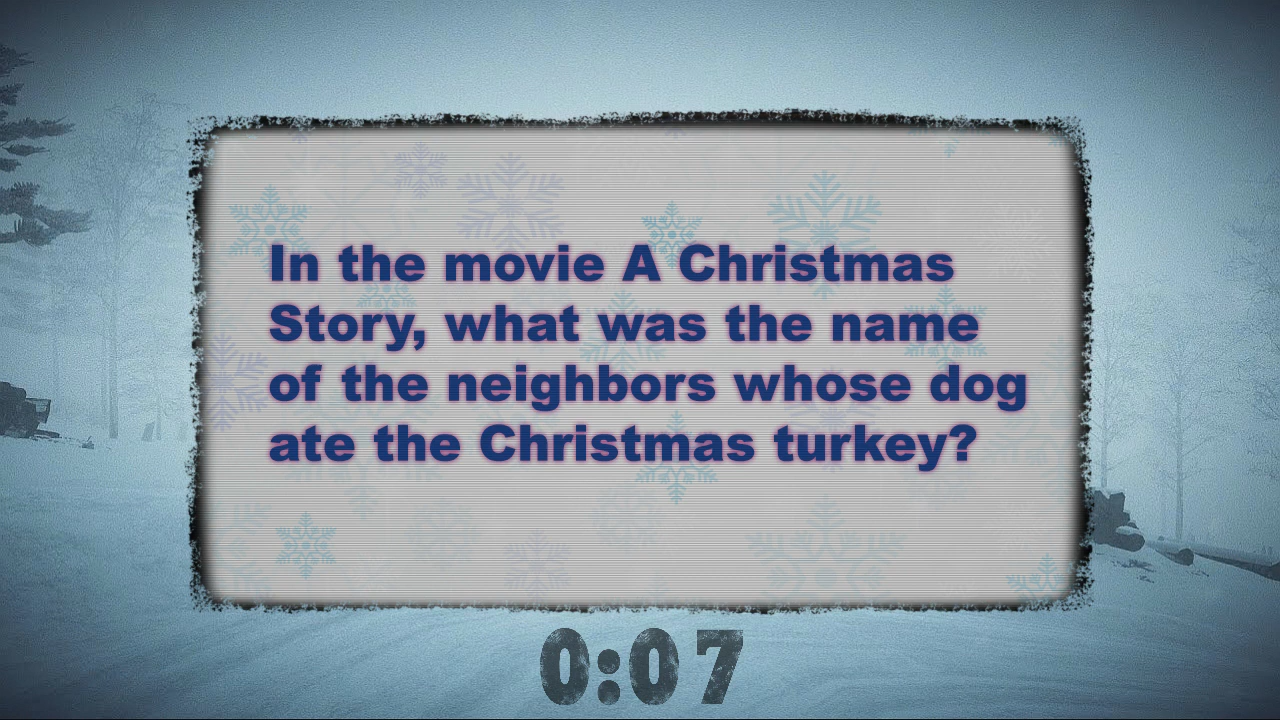 In the movie A Christmas
Story, what was the name
of the neighbors whose dog
ate the Christmas turkey?
0:07